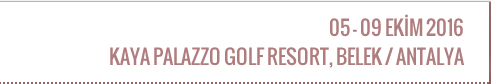 05 - 09 EKİM 2016
KAYA PALAZZO GOLF RESORT, BELEK / ANTALYA